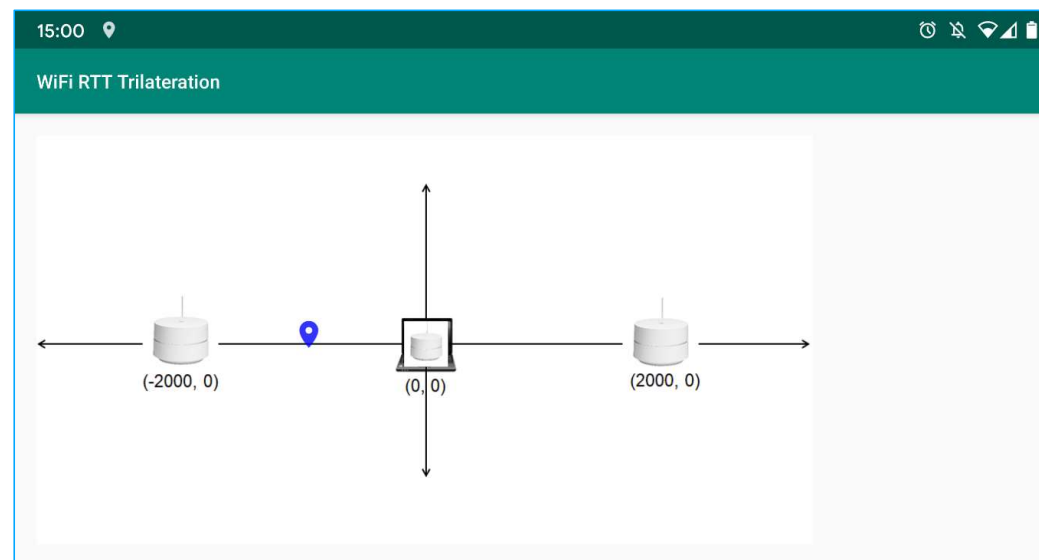 15:00
WiFi RTT Trilateration
(-2000, 0)
(0, 0)
(2000, 0)